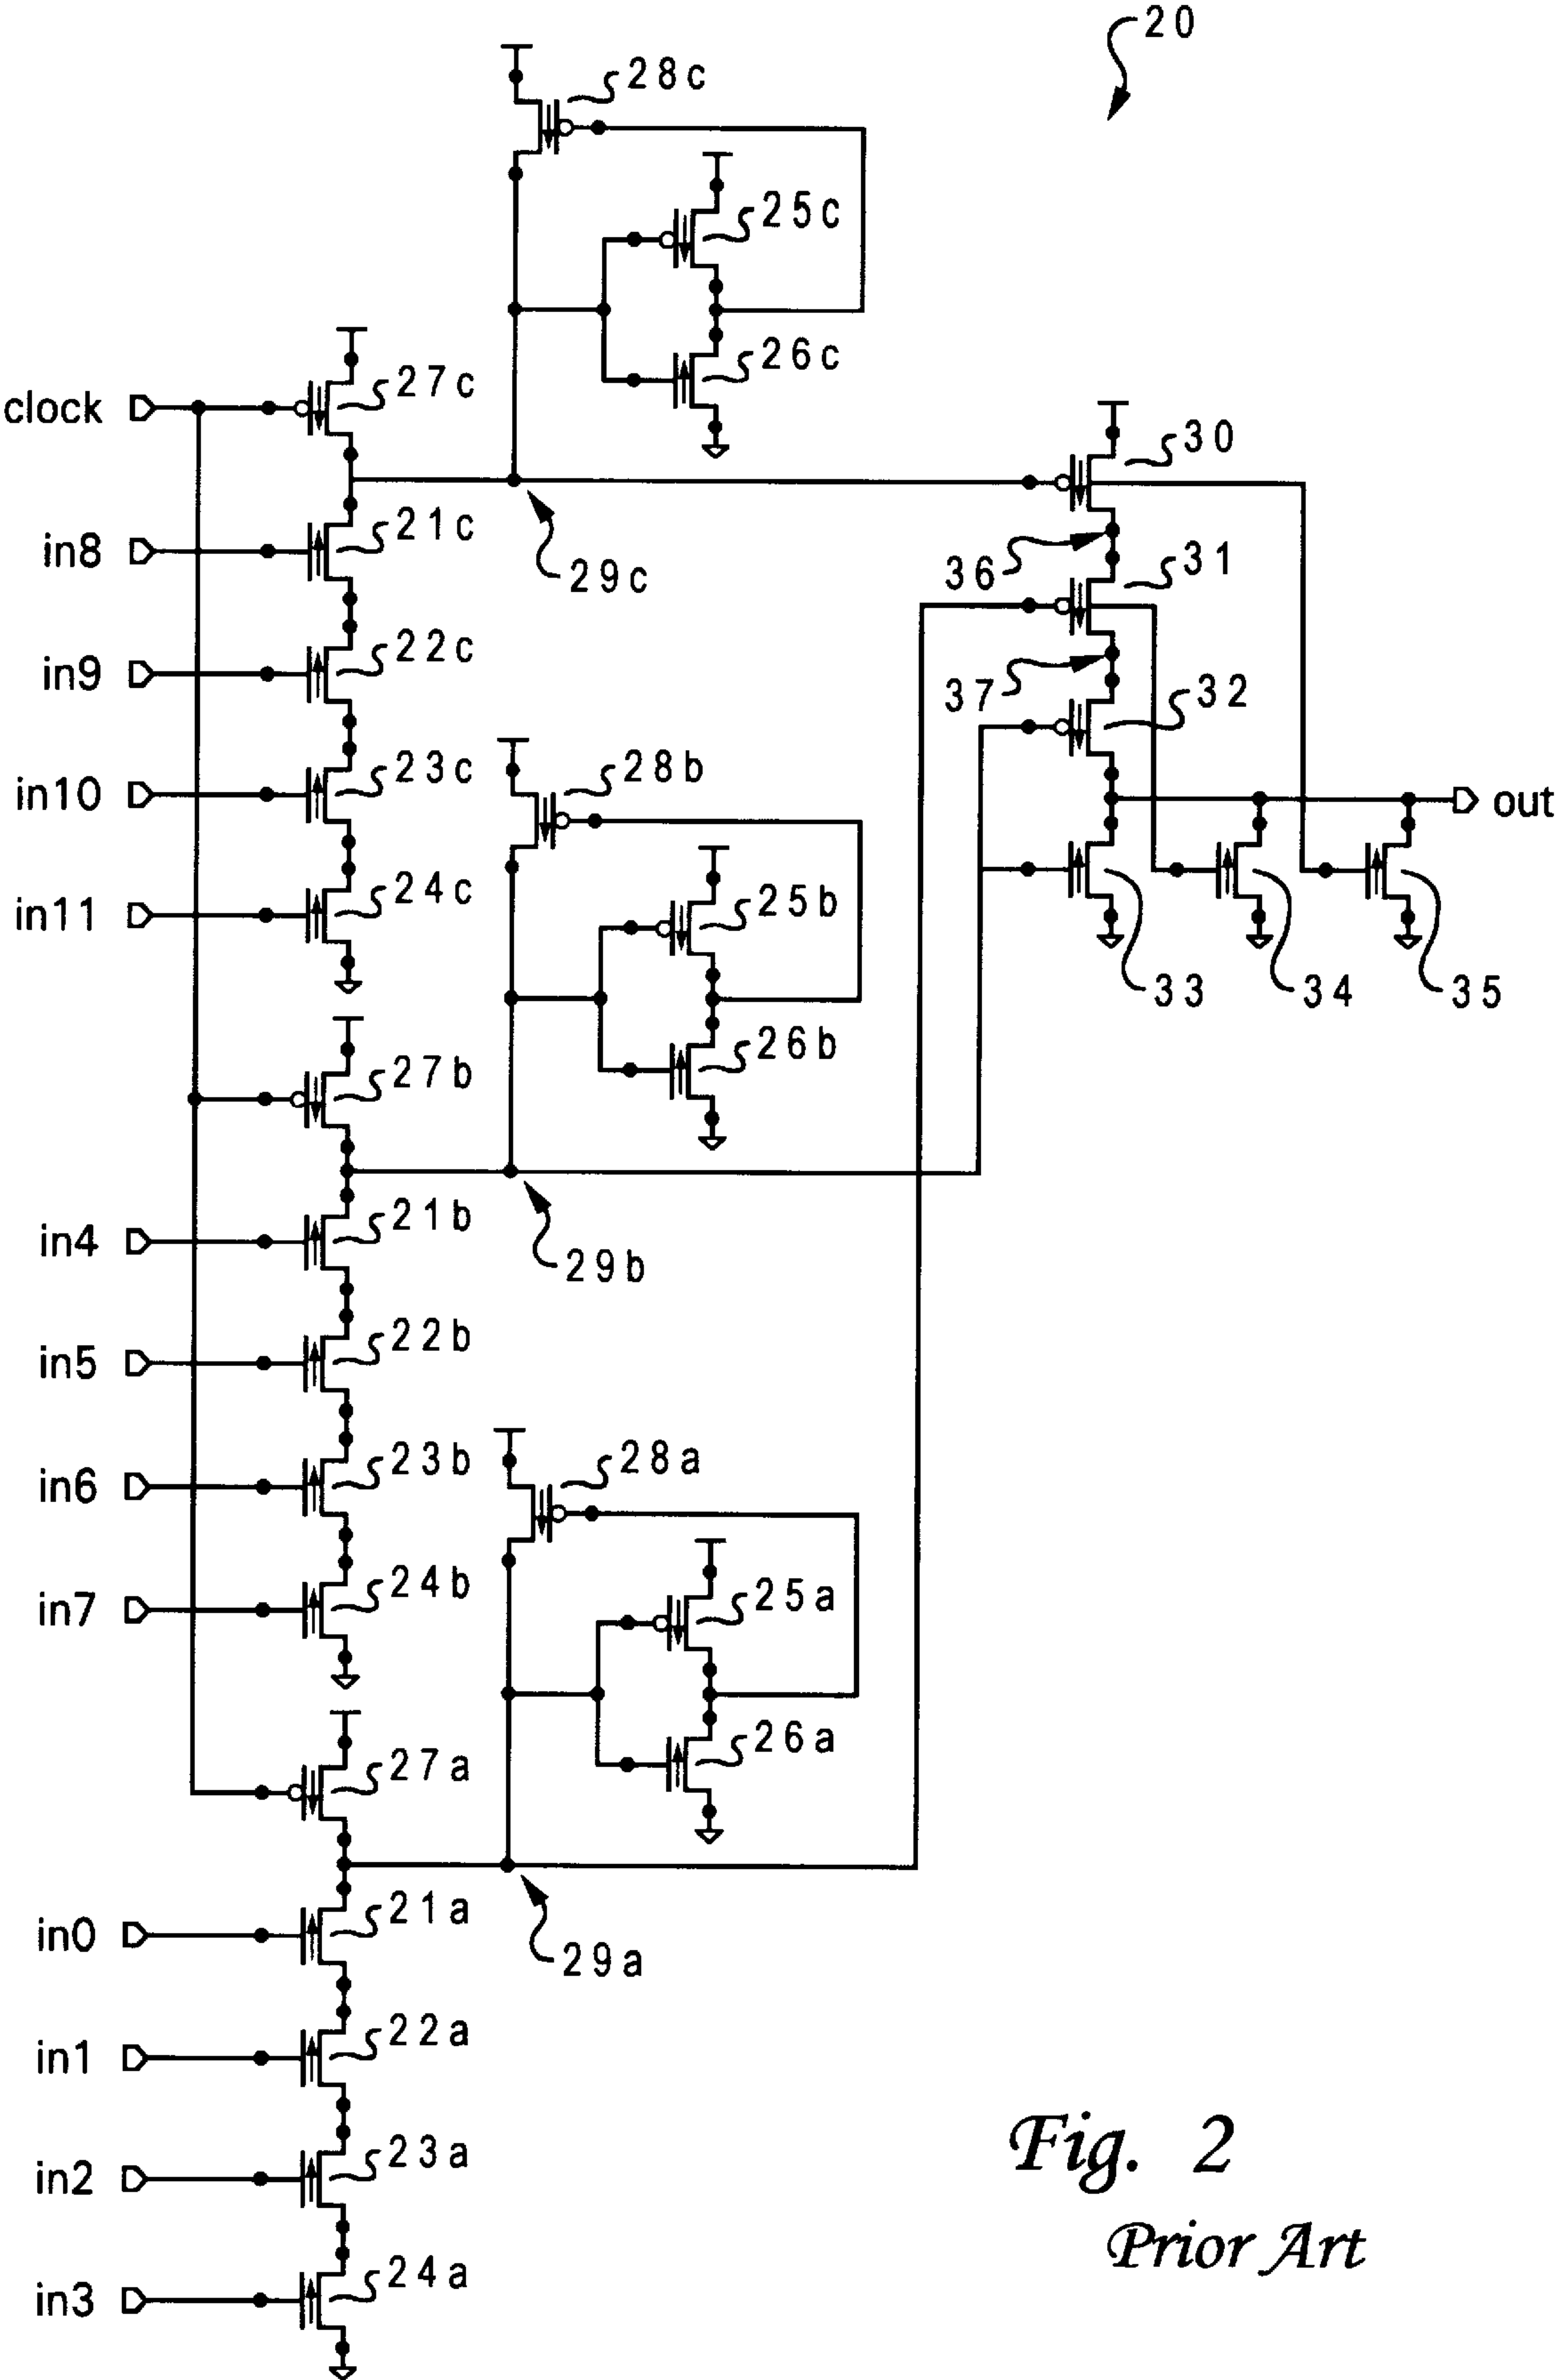 20
28c
25c
26c
clock
27c
30
in8
21c
29c
36
31
in9
22c
37
32
in10
23c
28b
out
in11
24c
25b
33
34
35
26b
27b
in4
21b
29b
in5
22b
in6
23b
28a
in7
24b
25a
26a
27a
in0
21a
29a
in1
22a
in2
23a
in3
24a
Fig. 2
Prior Art